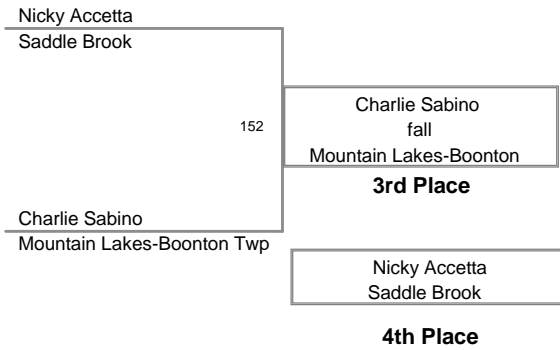 Nicky Accetta
Saddle Brook
152
Charlie Sabino
fall
Mountain Lakes-Boonton
3rd Place
Charlie Sabino
Mountain Lakes-Boonton Twp
Nicky Accetta
Saddle Brook
4th Place